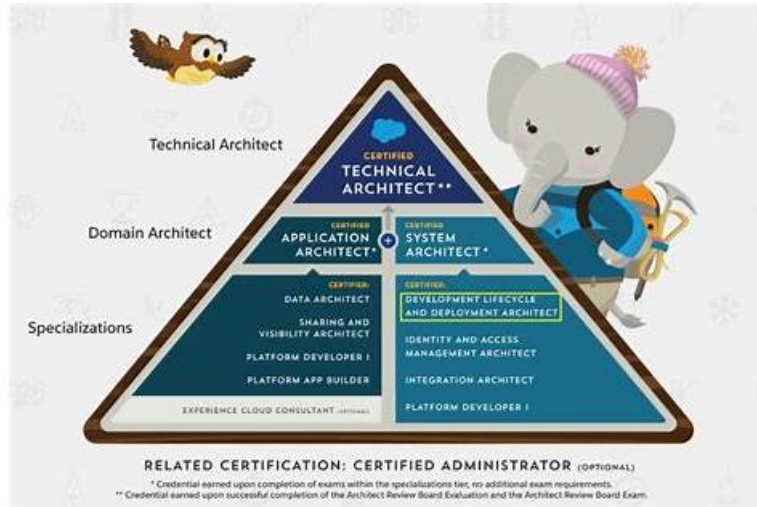 Technical Architect
CERTIFIED
TECHNICAL
ARCHITECT**
Domain Architect
CERTIFIED
APPLICATION
ARCHITECT*
+
CERTIFIED
SYSTEM
ARCHITECT*
Specializations
CERTIFIED:
DATA ARCHITECT
SHARING AND
VISIBILITY ARCHITECT
PLATFORM DEVELOPER I
PLATFORM APP BUILDER
EXPERIENCE CLOUD CONSULTANT (OPTIONAL)
CERTIFIED:
DEVELOPMENT LIFECYCLE
AND DEPLOYMENT ARCHITECT
IDENTITY AND ACCESS
MANAGEMENT ARCHITECT
INTEGRATION ARCHITECT
PLATFORM DEVELOPER I
RELATED CERTIFICATION: CERTIFIED ADMINISTRATOR (OPTIONAL)
* Credential earned upon completion of exams within the specializations tier, no additional exam requirements.
** Credential earned upon successful completion of the Architect Review Board Evaluation and the Architect Review Board Exam.